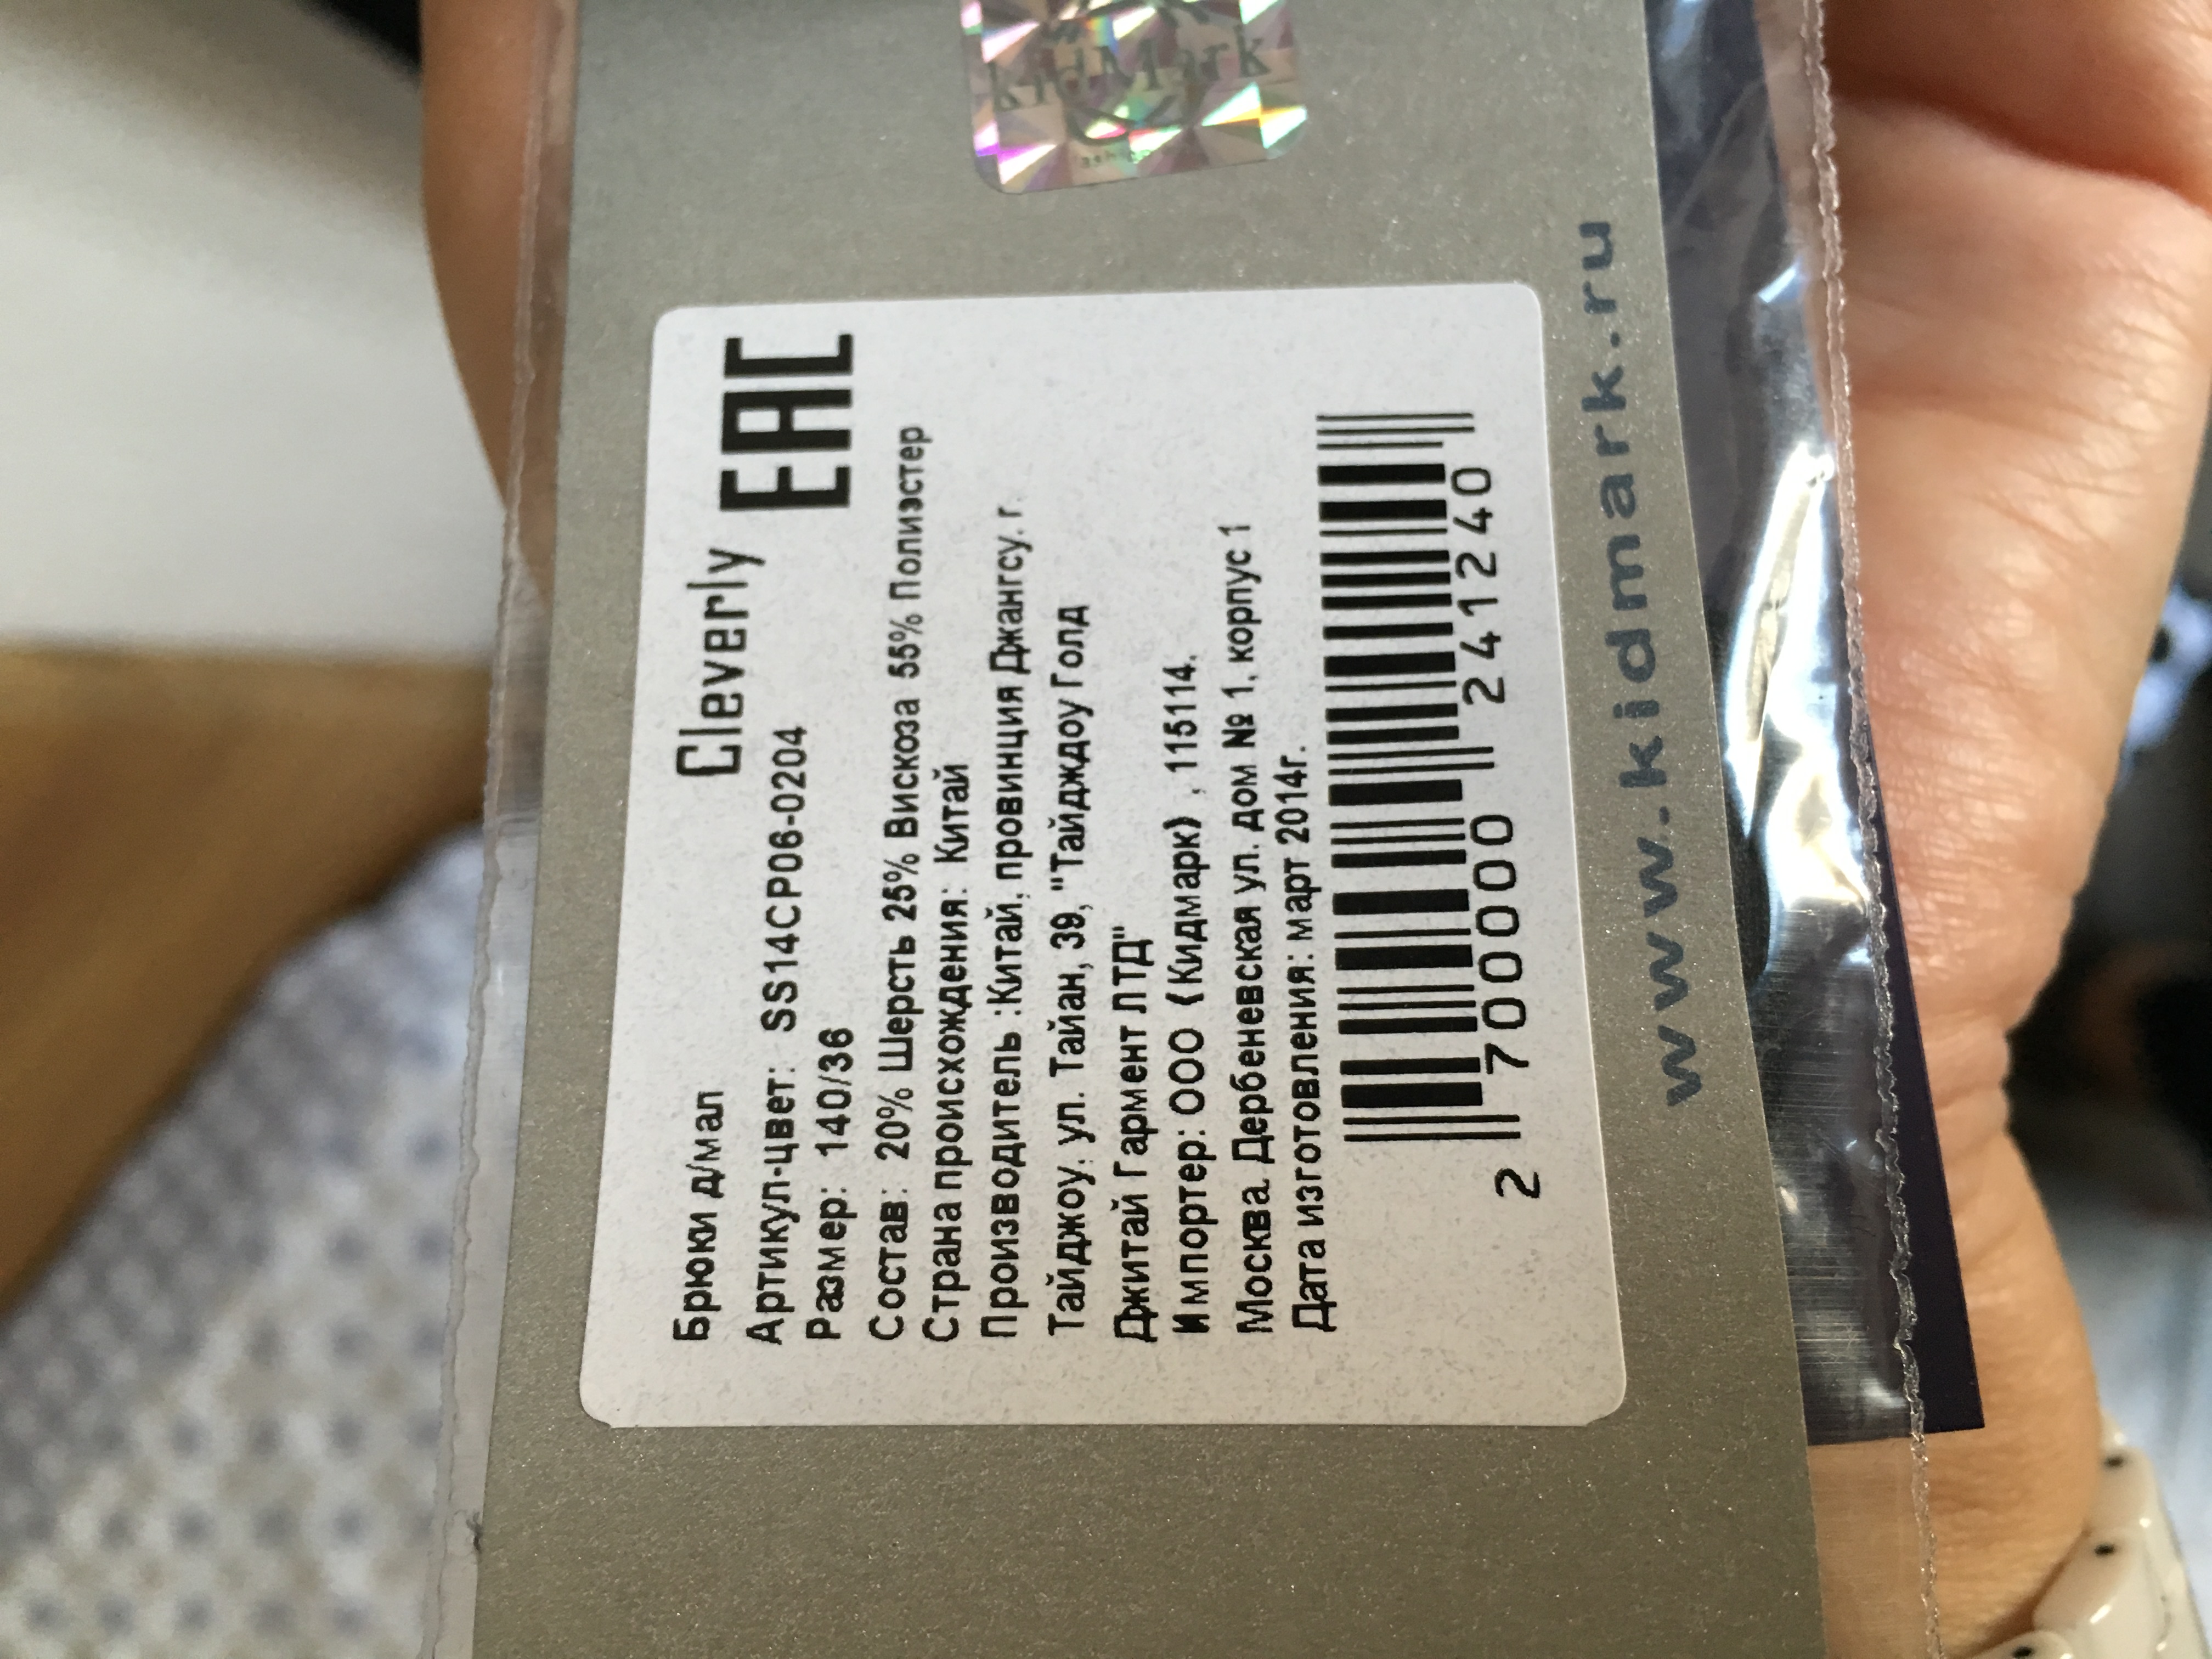 kidMark
Cleverly
EAC
Брюки д/мал
Артикул-цвет: SS14CP06-0204
Размер: 140/36
Состав: 20% Шерсть 25% Вискоза 55% Полиэстер
Страна происхождения: Китай
Производитель :Китай, провинция Джангсу. г.
Тайджоу. ул. Тайан, 39, "Тайджоу Голд
Джитай Гармент ЛТД"
Импортер: ООО (Кидмарк) , 115114.
Москва. Дербеневская ул. дом № 1, корпус 1
Дата изготовления: март 2014г.
2 700000 241240
www.kidmark.ru